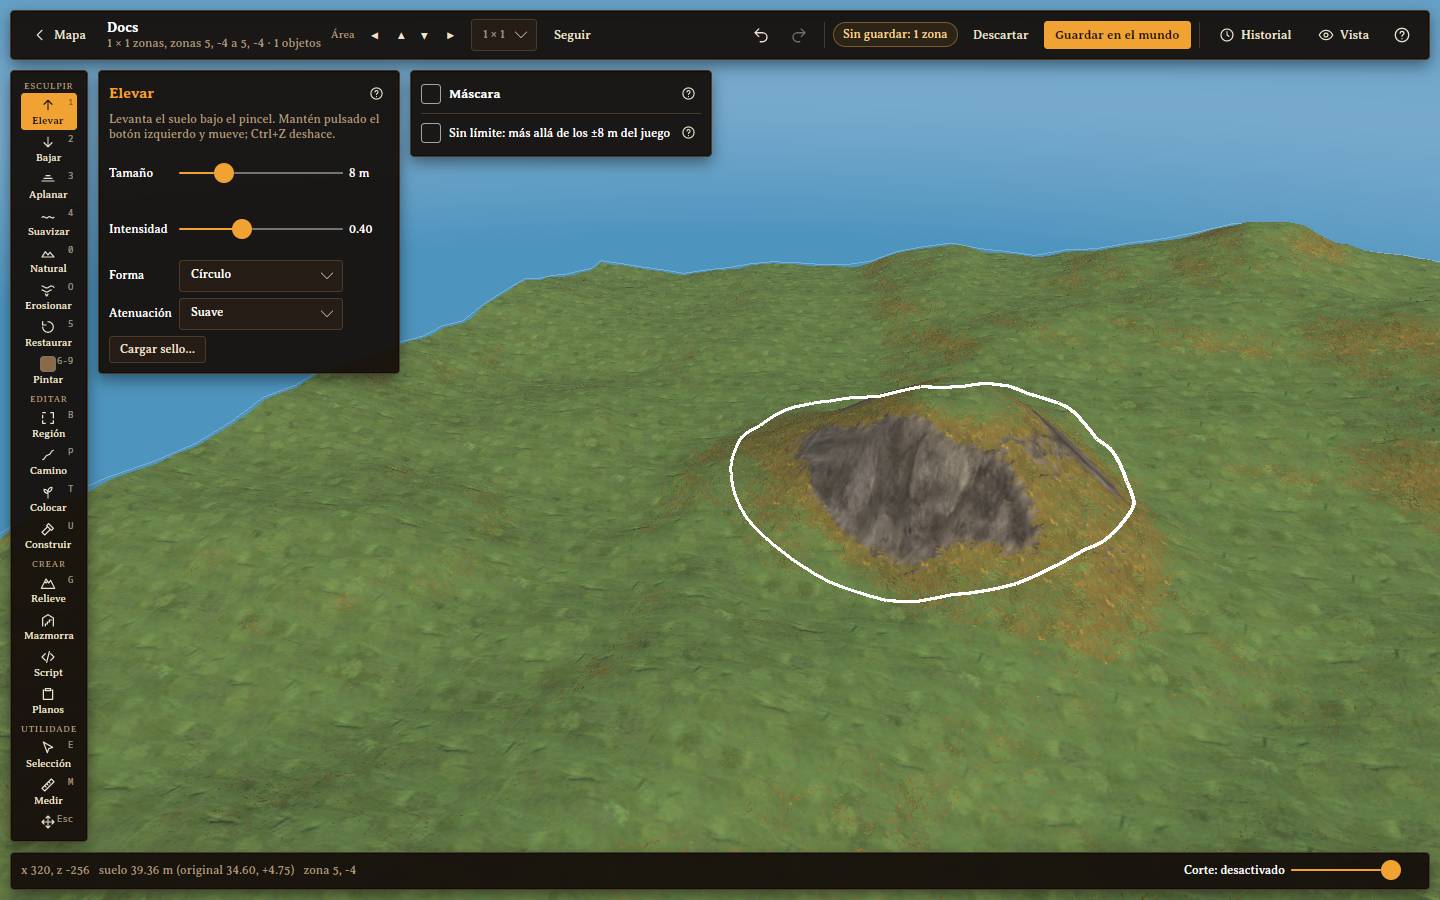 Mapa
Docs
1 × 1 zonas, zonas 5, -4 a 5, -4 · 1 objetos
Área
1 × 1
Seguir
Sin guardar: 1 zona
Descartar
Guardar en el mundo
Historial
Vista
ESCULPIR
1
Elevar
2
Bajar
3
Aplanar
4
Suavizar
0
Natural
O
Erosionar
5
Restaurar
6-9
Pintar
EDITAR
B
Región
P
Camino
T
Colocar
U
Construir
CREAR
G
Relieve
Mazmorra
Script
Planos
UTILIDADE
E
Selección
M
Medir
Esc
Elevar
Levanta el suelo bajo el pincel. Mantén pulsado el
botón izquierdo y mueve; Ctrl+Z deshace.
Tamaño
8 m
Intensidad
0.40
Forma
Círculo
Atenuación
Suave
Cargar sello...
Máscara
Sin límite: más allá de los ±8 m del juego
x 320, z -256 suelo 39.36 m (original 34.60, +4.75) zona 5, -4
Corte: desactivado